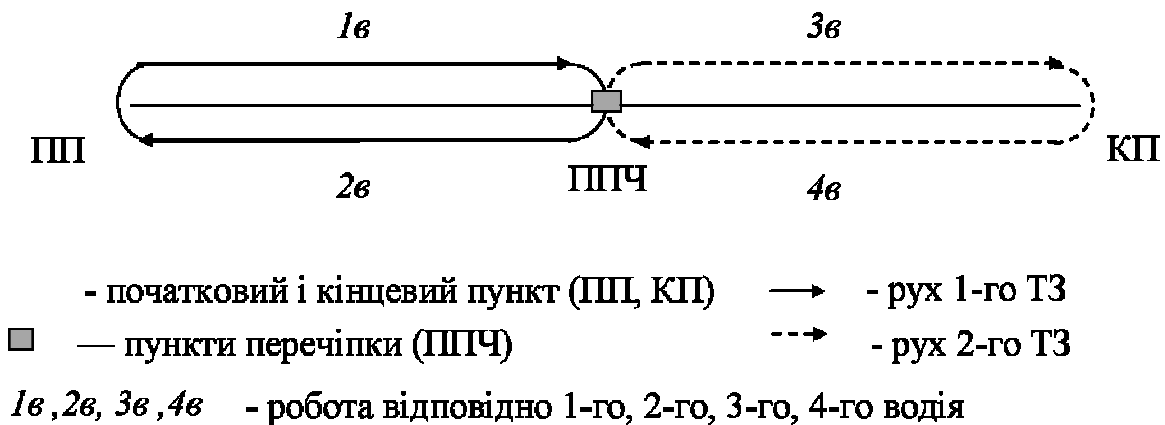 1в 3в
ПП ППЧ КП
2в 4в
- початковий і кінцевий пункт (ПП, КП) - рух 1-го ТЗ
— пункти перечіпки (ППЧ) - рух 2-го ТЗ
1в ,2в, 3в ,4в - робота відповідно 1-го, 2-го, 3-го, 4-го водія